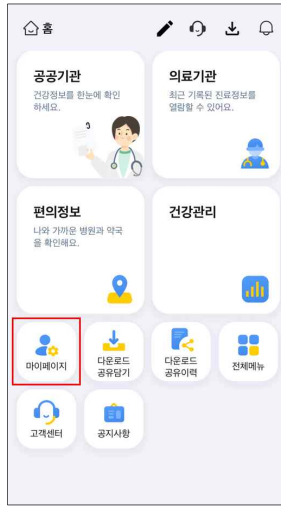 홈
공공기관
건강정보를 한눈에 확인
하세요.
의료기관
최근 기록된 진료정보를
열람할 수 있어요.
편의정보
나와 가까운 병원과 약국
을 확인해요.
건강관리
마이페이지
다운로드
공유담기
다운로드
공유이력
전체메뉴
고객센터
공지사항